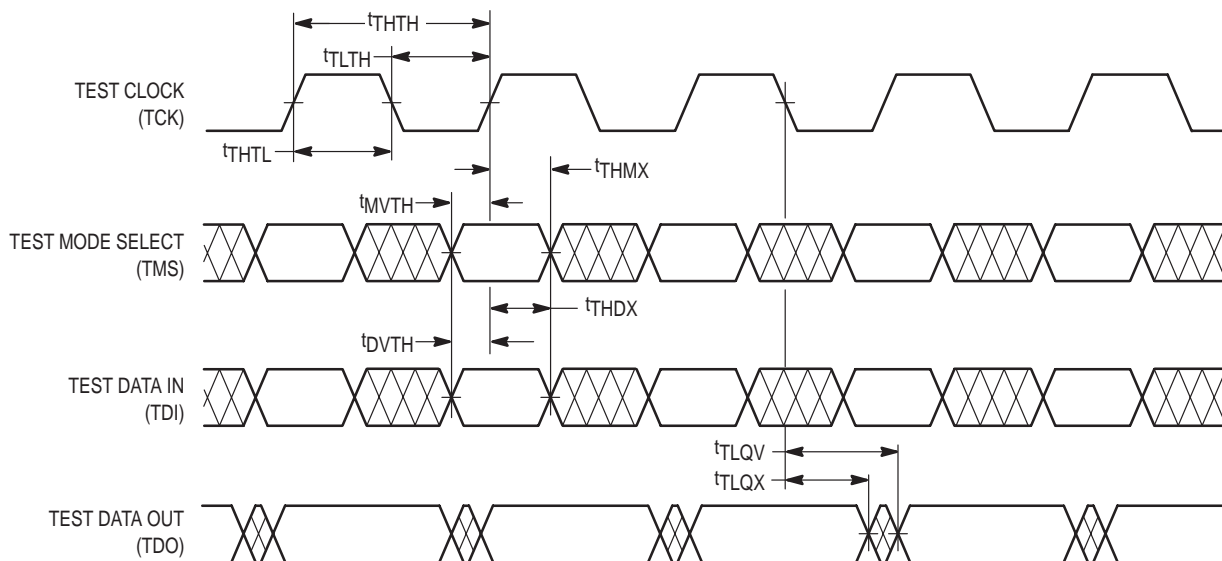 tTHTH
tTLTH
TEST CLOCK
(TCK)
tTHTL
tTHMX
tMVTH
TEST MODE SELECT
(TMS)
tTHDX
tDVTH
TEST DATA IN
(TDI)
tTLQV
tTLQX
TEST DATA OUT
(TDO)